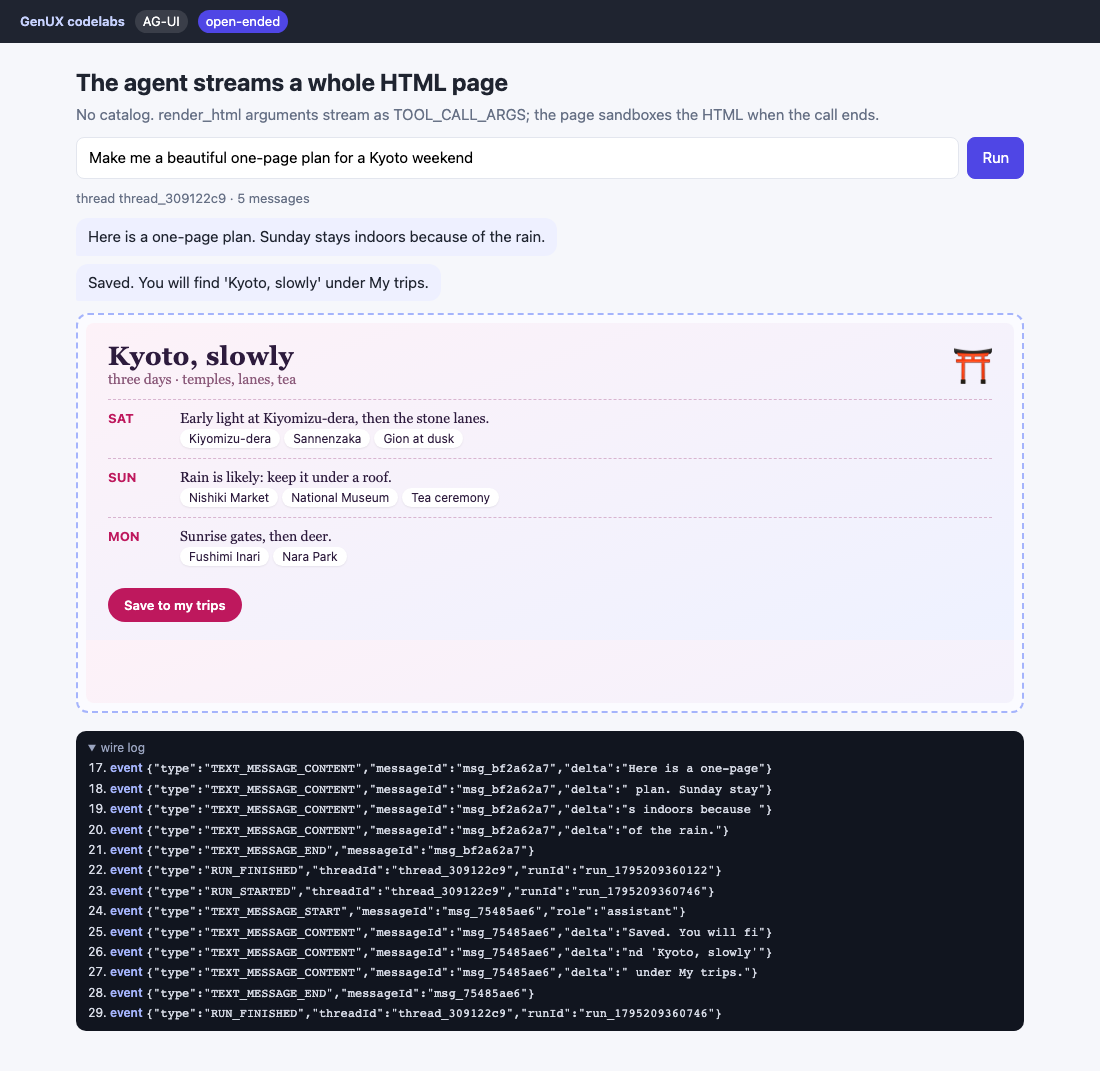 GenUX codelabs AG-UI open-ended
The agent streams a whole HTML page
No catalog. render_html arguments stream as TOOL_CALL_ARGS; the page sandboxes the HTML when the call ends.
Make me a beautiful one-page plan for a Kyoto weekend Run
thread thread_309122c9 · 5 messages
Here is a one-page plan. Sunday stays indoors because of the rain.
Saved. You will find 'Kyoto, slowly' under My trips.
Kyoto, slowly
three days · temples, lanes, tea
SAT Early light at Kiyomizu-dera, then the stone lanes.
Kiyomizu-dera Sannenzaka Gion at dusk
SUN Rain is likely: keep it under a roof.
Nishiki Market National Museum Tea ceremony
MON Sunrise gates, then deer.
Fushimi Inari Nara Park
Save to my trips
▼ wire log
17. event {"type":"TEXT_MESSAGE_CONTENT","messageId":"msg_bf2a62a7","delta":"Here is a one-page"}
18. event {"type":"TEXT_MESSAGE_CONTENT","messageId":"msg_bf2a62a7","delta":" plan. Sunday stay"}
19. event {"type":"TEXT_MESSAGE_CONTENT","messageId":"msg_bf2a62a7","delta":"s indoors because "}
20. event {"type":"TEXT_MESSAGE_CONTENT","messageId":"msg_bf2a62a7","delta":"of the rain."}
21. event {"type":"TEXT_MESSAGE_END","messageId":"msg_bf2a62a7"}
22. event {"type":"RUN_FINISHED","threadId":"thread_309122c9","runId":"run_1795209360122"}
23. event {"type":"RUN_STARTED","threadId":"thread_309122c9","runId":"run_1795209360746"}
24. event {"type":"TEXT_MESSAGE_START","messageId":"msg_75485ae6","role":"assistant"}
25. event {"type":"TEXT_MESSAGE_CONTENT","messageId":"msg_75485ae6","delta":"Saved. You will fi"}
26. event {"type":"TEXT_MESSAGE_CONTENT","messageId":"msg_75485ae6","delta":"nd 'Kyoto, slowly'"}
27. event {"type":"TEXT_MESSAGE_CONTENT","messageId":"msg_75485ae6","delta":" under My trips."}
28. event {"type":"TEXT_MESSAGE_END","messageId":"msg_75485ae6"}
29. event {"type":"RUN_FINISHED","threadId":"thread_309122c9","runId":"run_1795209360746"}